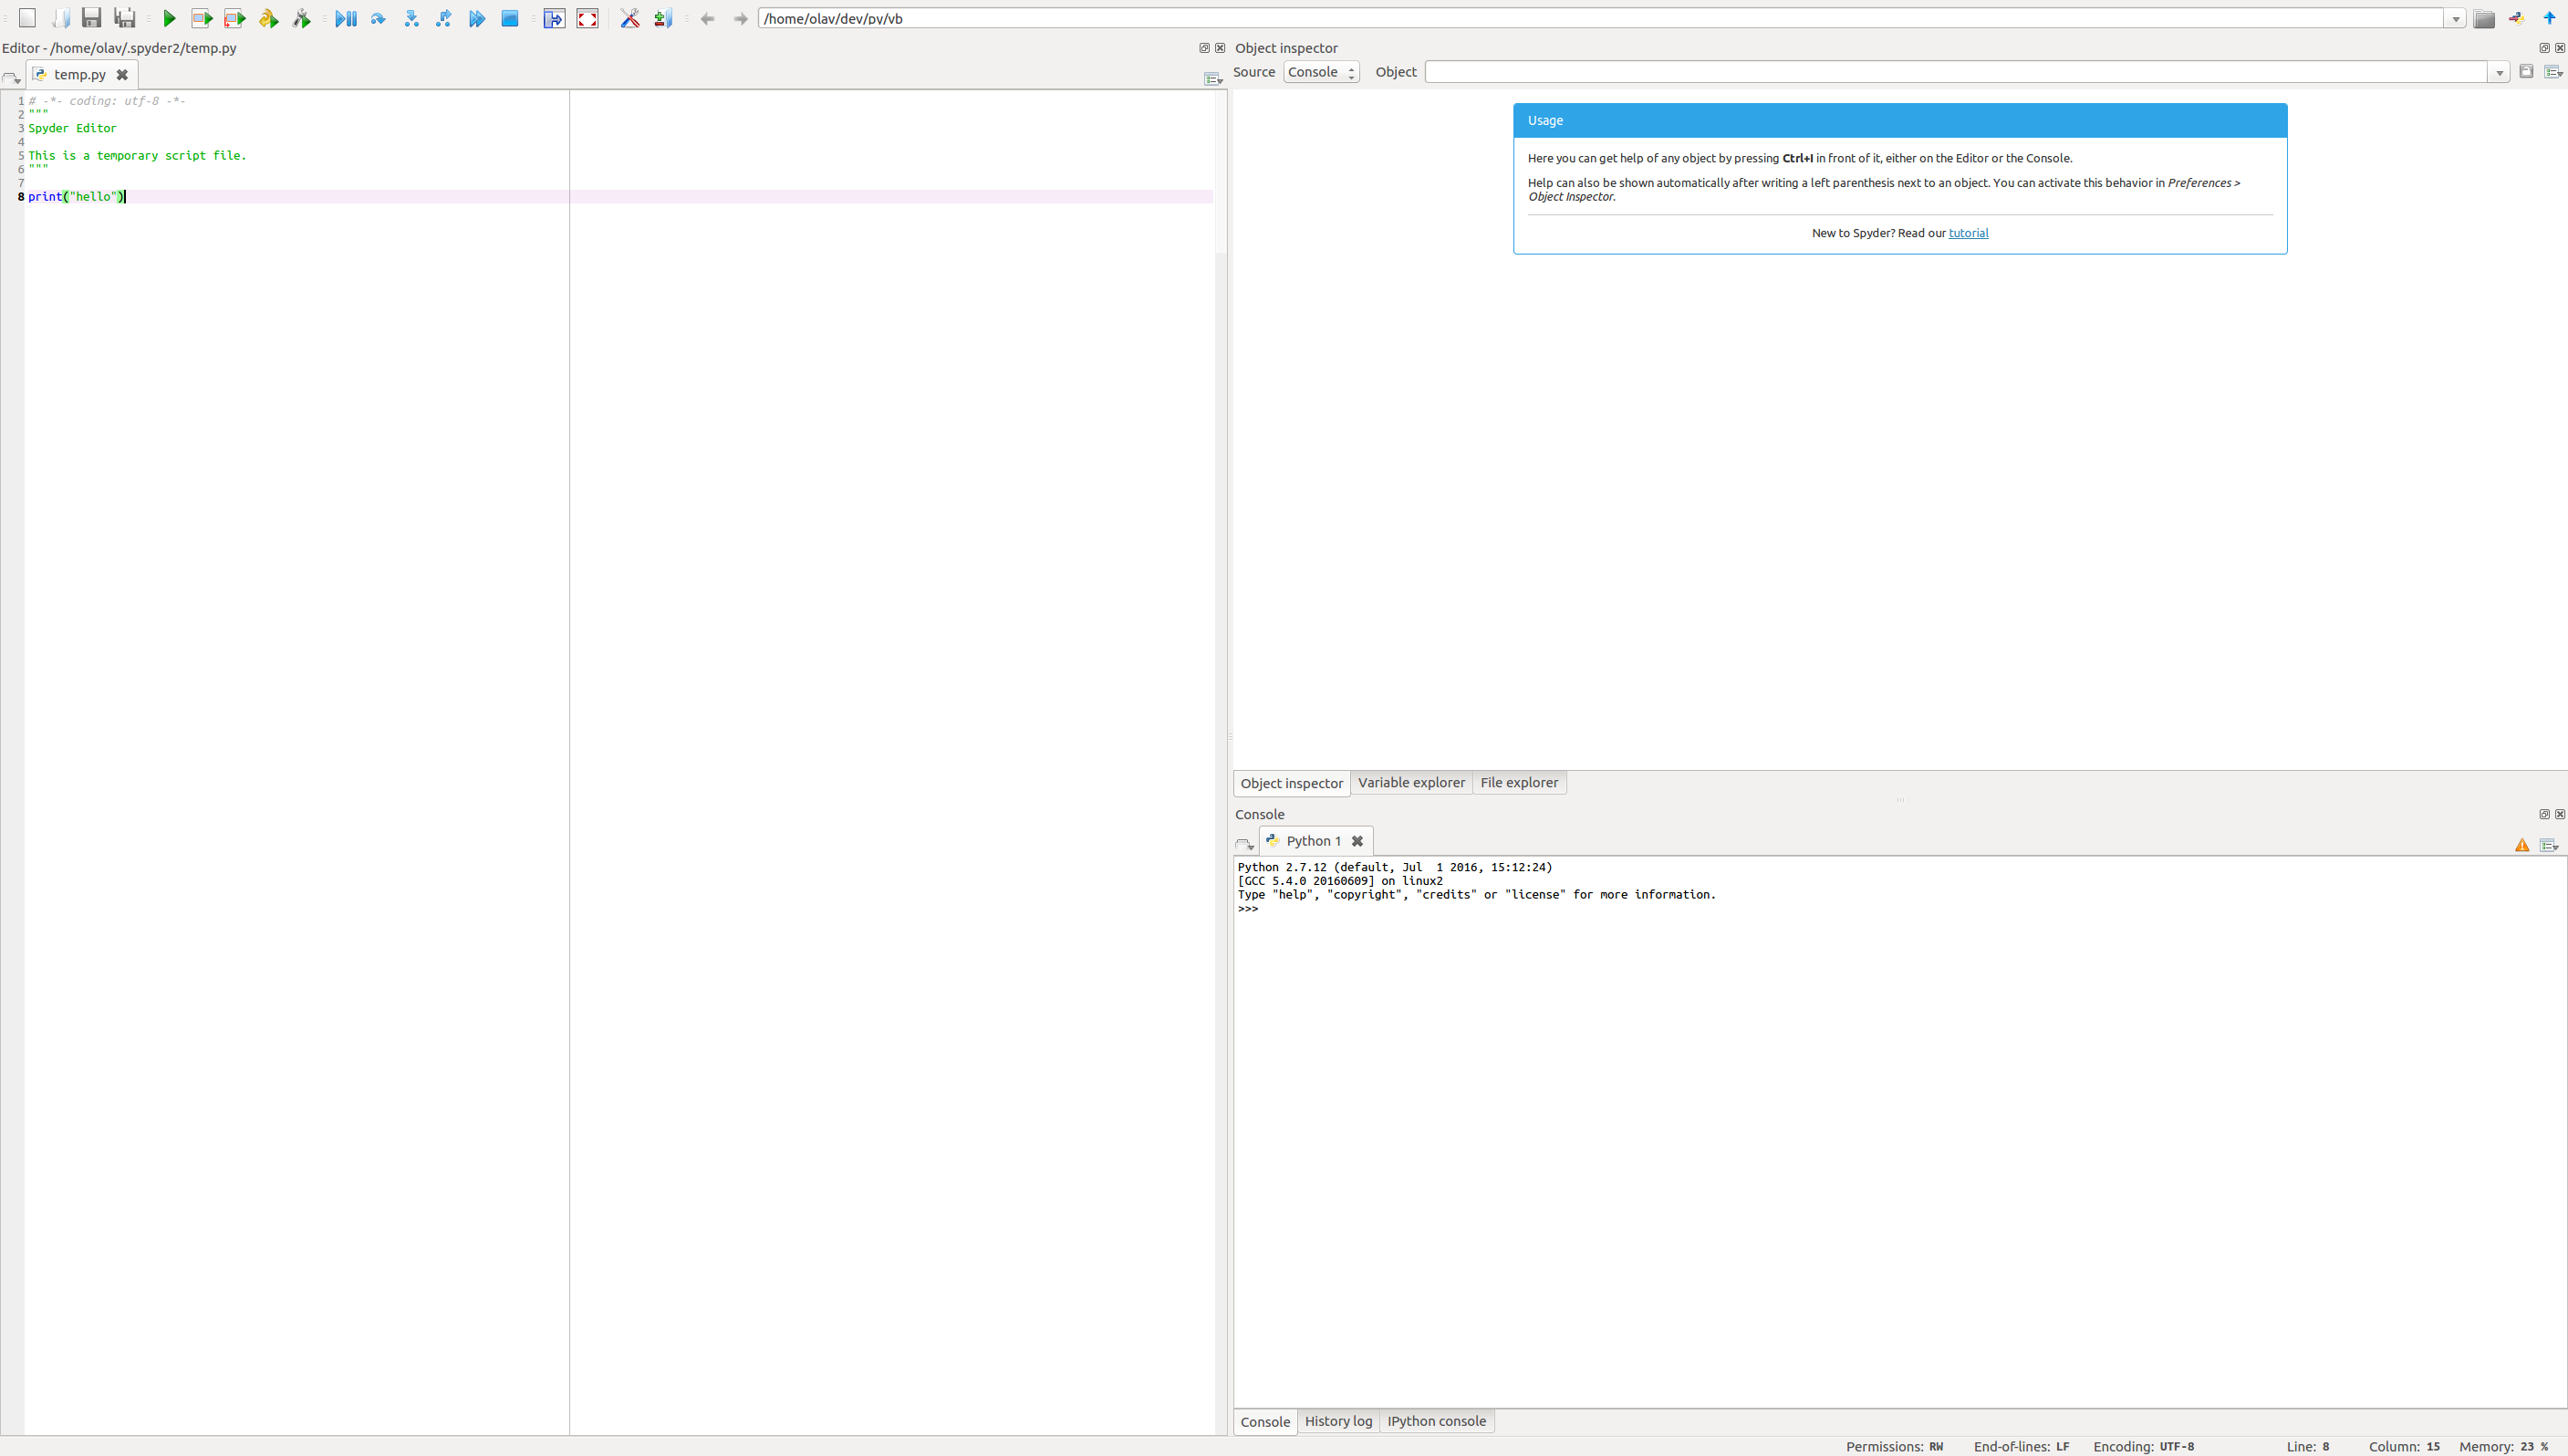 /home/olav/dev/py/vb
Editor - /home/olav/.spyder2/temp.py
temp.py
1 # -*- coding: utf-8 -*-
2 """
3 Spyder Editor
4
5 This is a temporary script file.
6 """
7
8 print("hello")
Object inspector
Source Console Object
Usage
Here you can get help of any object by pressing Ctrl+I in front of it, either on the Editor or the Console.
Help can also be shown automatically after writing a left parenthesis next to an object. You can activate this behavior in Preferences >
Object Inspector.
New to Spyder? Read our tutorial
Object inspector Variable explorer File explorer
Console
Python 1
Python 2.7.12 (default, Jul  1 2016, 15:12:24)
[GCC 5.4.0 20160609] on linux2
Type "help", "copyright", "credits" or "license" for more information.
>>>
Console History log IPython console
Permissions: RW End-of-lines: LF Encoding: UTF-8 Line: 8 Column: 15 Memory: 23 %